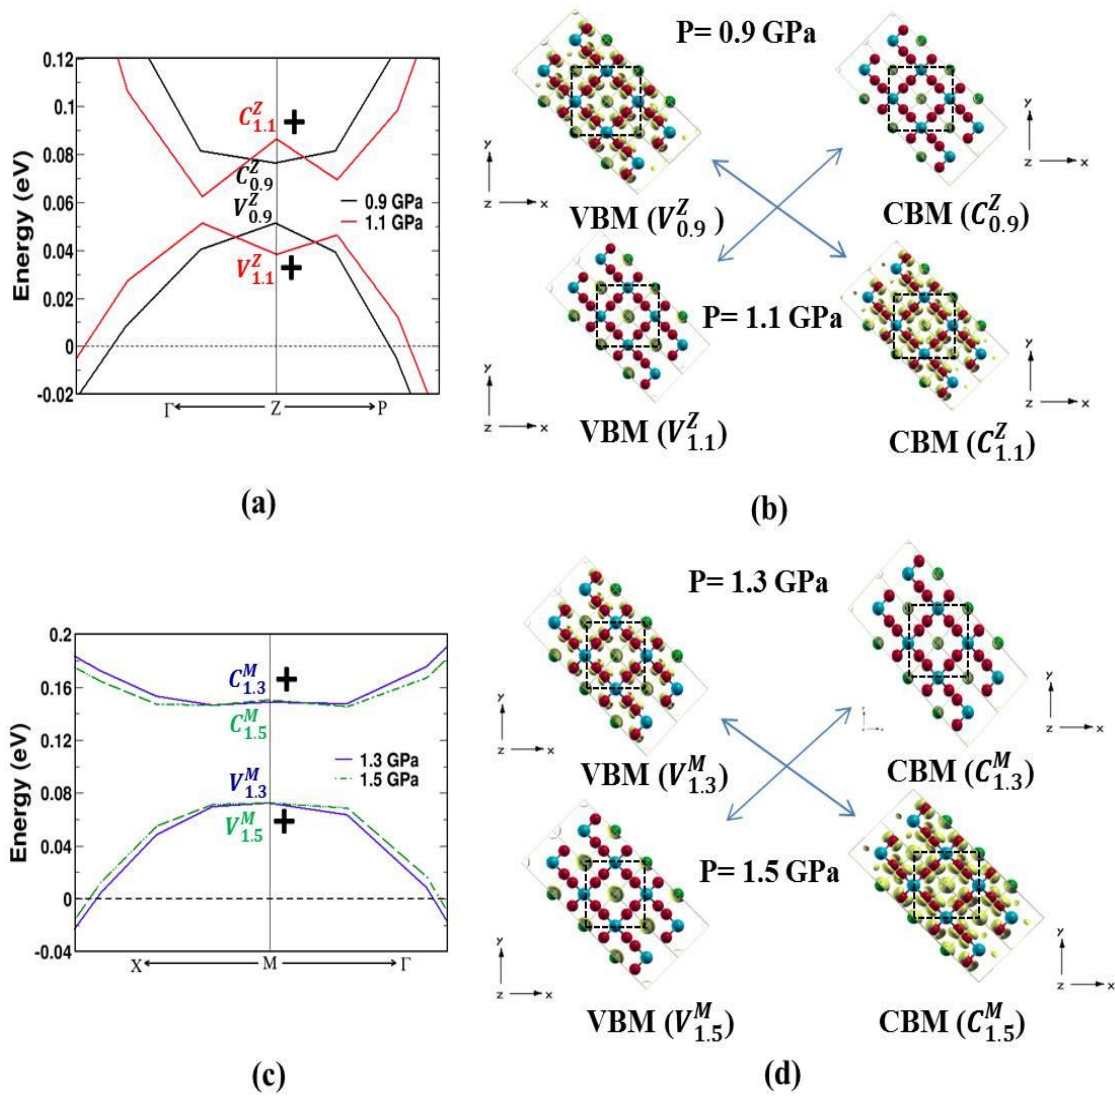 (a)
0.12
0.1
0.08
0.06
0.04
0.02
0
-0.02
Energy (eV)
C^Z_1.1 +
C^Z_0.9
V^Z_0.9
V^Z_1.1 +
0.9 GPa
1.1 GPa
Γ Z P
(a)
(b)
P= 0.9 GPa
y
z x
y
z x
VBM (V^Z_0.9 )
CBM (C^Z_0.9)
P= 1.1 GPa
y
z x
y
z x
VBM (V^Z_1.1)
CBM (C^Z_1.1)
(b)
(c)
0.2
0.16
0.12
0.08
0.04
0
-0.04
Energy (eV)
C^M_1.3 +
C^M_1.5
V^M_1.3
V^M_1.5 +
1.3 GPa
1.5 GPa
X M Γ
(c)
(d)
P= 1.3 GPa
y
z x
y
z x
VBM (V^M_1.3)
CBM (C^M_1.3)
P= 1.5 GPa
y
z x
y
z x
VBM (V^M_1.5)
CBM (C^M_1.5)
(d)